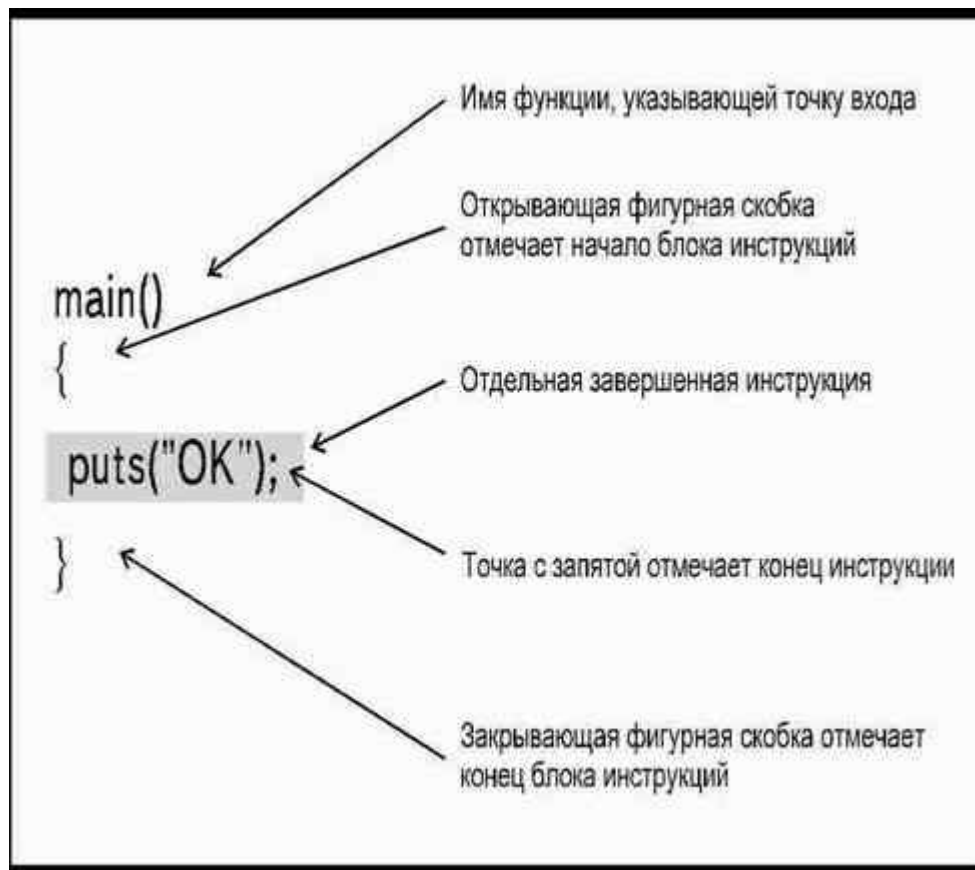 Имя функции, указывающей точку входа
Открывающая фигурная скобка
отмечает начало блока инструкций
main()
{
Отдельная завершенная инструкция
puts("OK");
Точка с запятой отмечает конец инструкции
}
Закрывающая фигурная скобка отмечает
конец блока инструкций